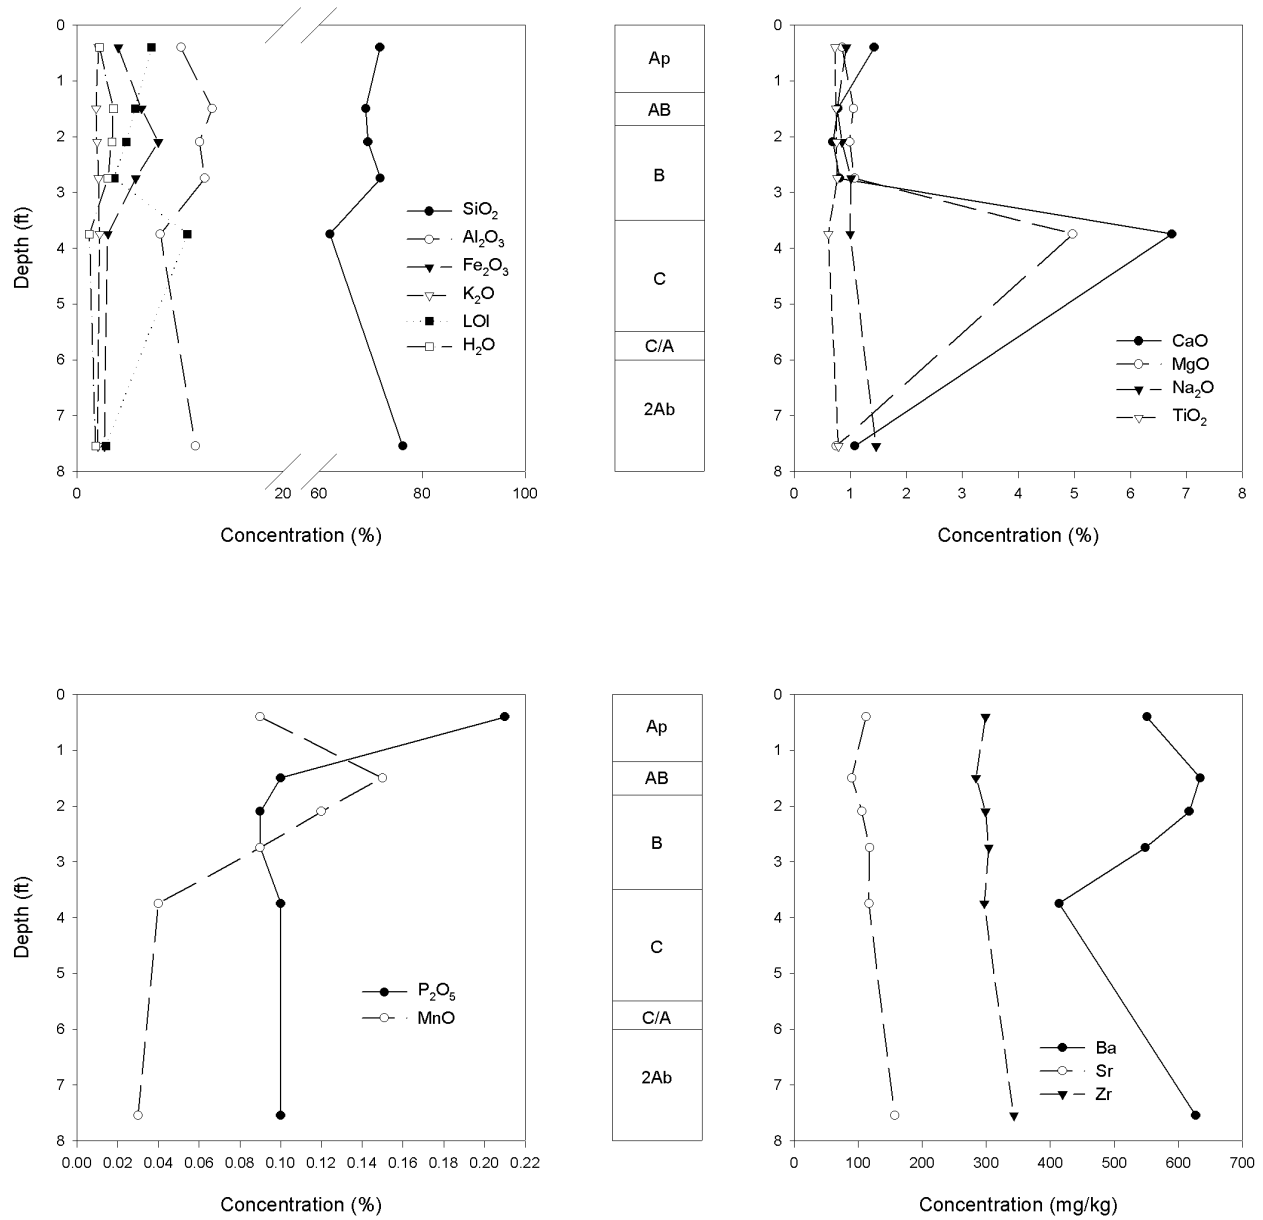 0
1
2
3
4
5
6
7
8
Depth (ft)
0
20
60
80
100
Concentration (%)
SiO₂
Al₂O₃
Fe₂O₃
K₂O
LOI
H₂O
Ap
AB
B
C
C/A
2Ab
0
1
2
3
4
5
6
7
8
0 1 2 3 4 5 6 7 8
Concentration (%)
CaO
MgO
Na₂O
TiO₂
0
1
2
3
4
5
6
7
8
Depth (ft)
0.00 0.02 0.04 0.06 0.08 0.10 0.12 0.14 0.16 0.18 0.20 0.22
Concentration (%)
P₂O₅
MnO
Ap
AB
B
C
C/A
2Ab
0
1
2
3
4
5
6
7
8
0 100 200 300 400 500 600 700
Concentration (mg/kg)
Ba
Sr
Zr